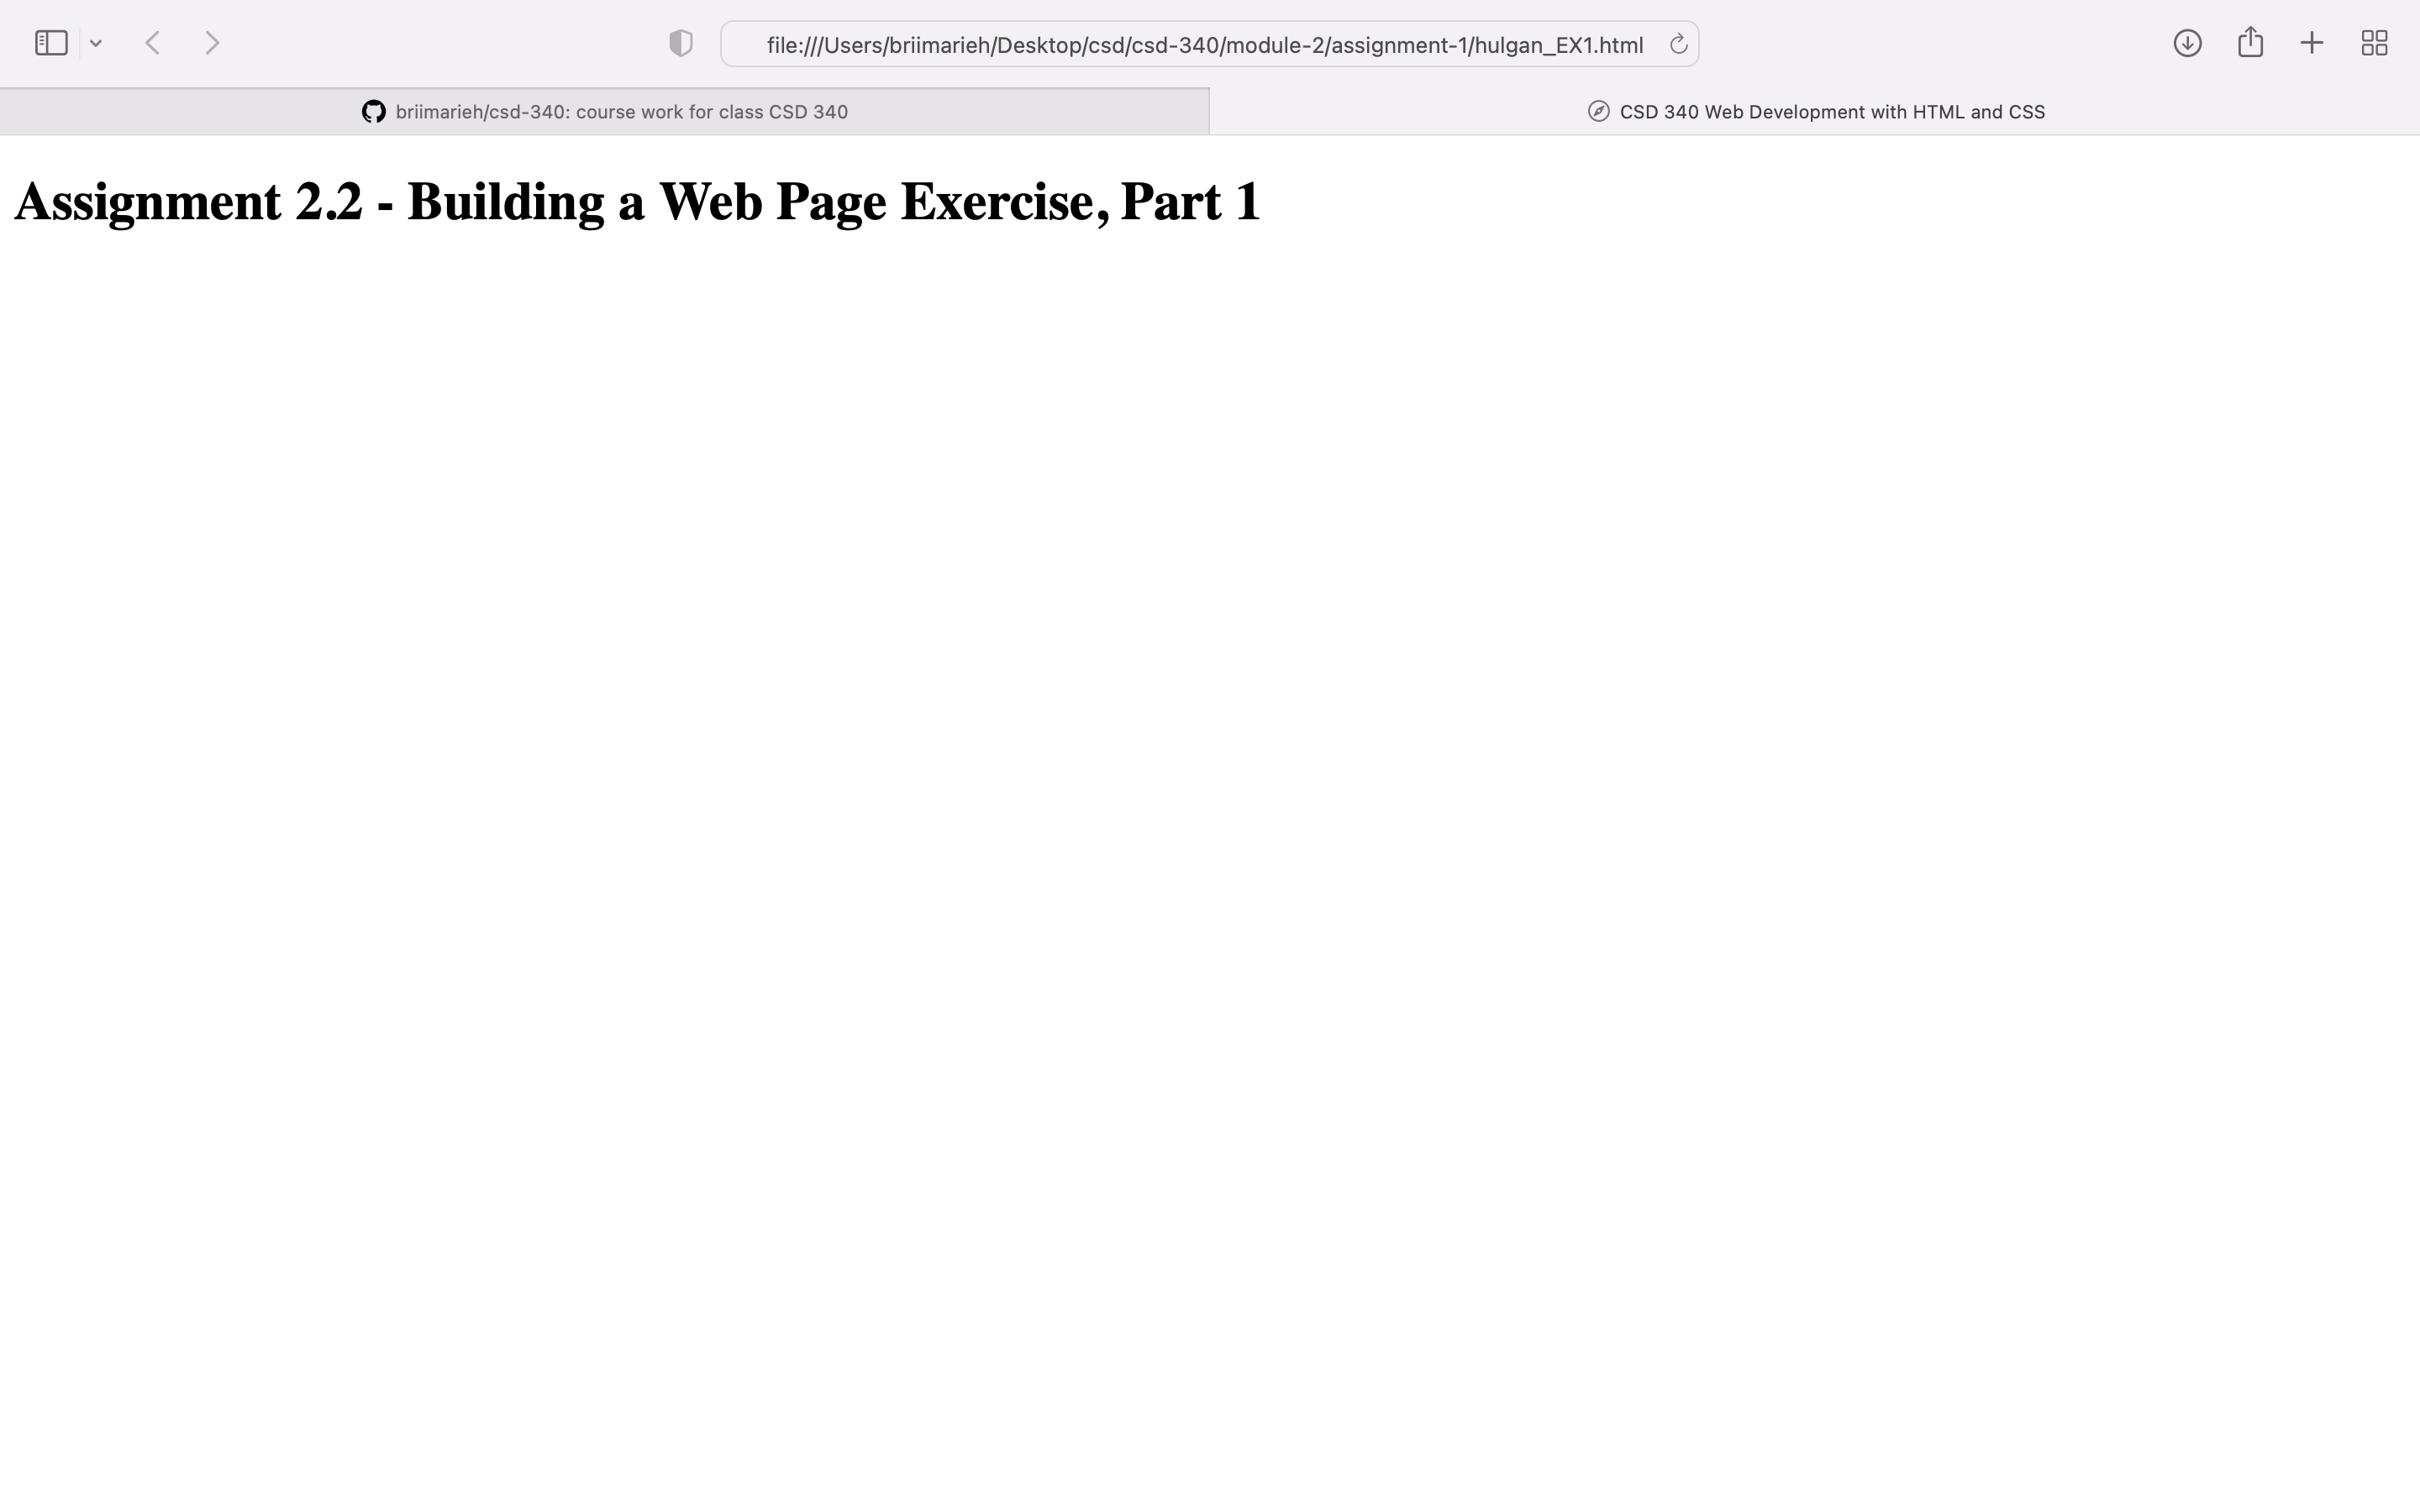 file:///Users/briimarieh/Desktop/csd/csd-340/module-2/assignment-1/hulgan_EX1.html
briimarieh/csd-340: course work for class CSD 340
CSD 340 Web Development with HTML and CSS
Assignment 2.2 - Building a Web Page Exercise, Part 1